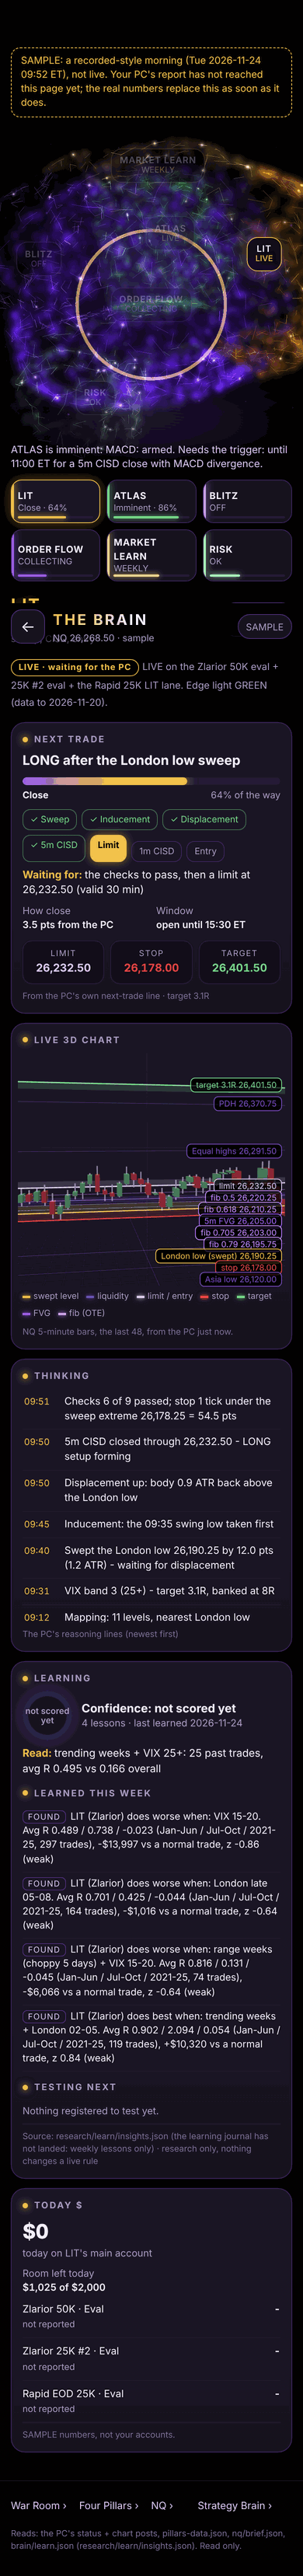 SAMPLE: a recorded-style morning (Tue 2026-11-24
09:52 ET), not live. Your PC's report has not reached
this page yet; the real numbers replace this as soon as it
does.
MARKET LEARN
WEEKLY
ATLAS
LIVE
BLITZ
OFF
LIT
LIVE
ORDER FLOW
COLLECTING
RISK
OK
ATLAS is imminent: MACD: armed. Needs the trigger: until
11:00 ET for a 5m CISD close with MACD divergence.
LIT
Close · 64%
ATLAS
Imminent · 86%
BLITZ
OFF
ORDER FLOW
COLLECTING
MARKET
LEARN
WEEKLY
RISK
OK
LIT
←
THE BRAIN
NQ 26,268.50 · sample
SAMPLE
LIVE · waiting for the PC LIVE on the Zlarior 50K eval +
25K #2 eval + the Rapid 25K LIT lane. Edge light GREEN
(data to 2026-11-20).
NEXT TRADE
LONG after the London low sweep
Close 64% of the way
✓ Sweep ✓ Inducement ✓ Displacement
✓ 5m CISD Limit 1m CISD Entry
Waiting for: the checks to pass, then a limit at
26,232.50 (valid 30 min)
How close Window
3.5 pts from the PC open until 15:30 ET
LIMIT STOP TARGET
26,232.50 26,178.00 26,401.50
From the PC's own next-trade line · target 3.1R
LIVE 3D CHART
target 3.1R 26,401.50
PDH 26,370.75
Equal highs 26,291.50
limit 26,232.50
fib 0.5 26,220.25
fib 0.618 26,210.25
5m FVG 26,205.00
fib 0.705 26,203.00
fib 0.79 26,195.75
London low (swept) 26,190.25
stop 26,178.00
Asia low 26,120.00
swept level liquidity limit / entry stop target
FVG fib (OTE)
NQ 5-minute bars, the last 48, from the PC just now.
THINKING
09:51 Checks 6 of 9 passed; stop 1 tick under the
sweep extreme 26,178.25 = 54.5 pts
09:50 5m CISD closed through 26,232.50 - LONG
setup forming
09:50 Displacement up: body 0.9 ATR back above
the London low
09:45 Inducement: the 09:35 swing low taken first
09:40 Swept the London low 26,190.25 by 12.0 pts
(1.2 ATR) - waiting for displacement
09:31 VIX band 3 (25+) - target 3.1R, banked at 8R
09:12 Mapping: 11 levels, nearest London low
The PC's reasoning lines (newest first)
LEARNING
not scored
yet
Confidence: not scored yet
4 lessons · last learned 2026-11-24
Read: trending weeks + VIX 25+: 25 past trades,
avg R 0.495 vs 0.166 overall
LEARNED THIS WEEK
FOUND LIT (Zlarior) does worse when: VIX 15-20.
Avg R 0.489 / 0.738 / -0.023 (Jan-Jun / Jul-Oct / 2021-
25, 297 trades), -$13,997 vs a normal trade, z -0.86
(weak)
FOUND LIT (Zlarior) does worse when: London late
05-08. Avg R 0.701 / 0.425 / -0.044 (Jan-Jun / Jul-Oct /
2021-25, 164 trades), -$1,016 vs a normal trade, z -0.64
(weak)
FOUND LIT (Zlarior) does worse when: range weeks
(choppy 5 days) + VIX 15-20. Avg R 0.816 / 0.131 /
-0.045 (Jan-Jun / Jul-Oct / 2021-25, 74 trades),
-$6,066 vs a normal trade, z -0.64 (weak)
FOUND LIT (Zlarior) does best when: trending weeks
+ London 02-05. Avg R 0.902 / 2.094 / 0.054 (Jan-Jun /
Jul-Oct / 2021-25, 119 trades), +$10,320 vs a normal
trade, z 0.84 (weak)
TESTING NEXT
Nothing registered to test yet.
Source: research/learn/insights.json (the learning journal has
not landed: weekly lessons only) · research only, nothing
changes a live rule
TODAY $
$0
today on LIT's main account
Room left today
$1,025 of $2,000
Zlarior 50K · Eval -
not reported
Zlarior 25K #2 · Eval -
not reported
Rapid EOD 25K · Eval -
not reported
SAMPLE numbers, not your accounts.
War Room › Four Pillars › NQ › Strategy Brain ›
Reads: the PC's status + chart posts, pillars-data.json, nq/brief.json,
brain/learn.json (research/learn/insights.json). Read only.